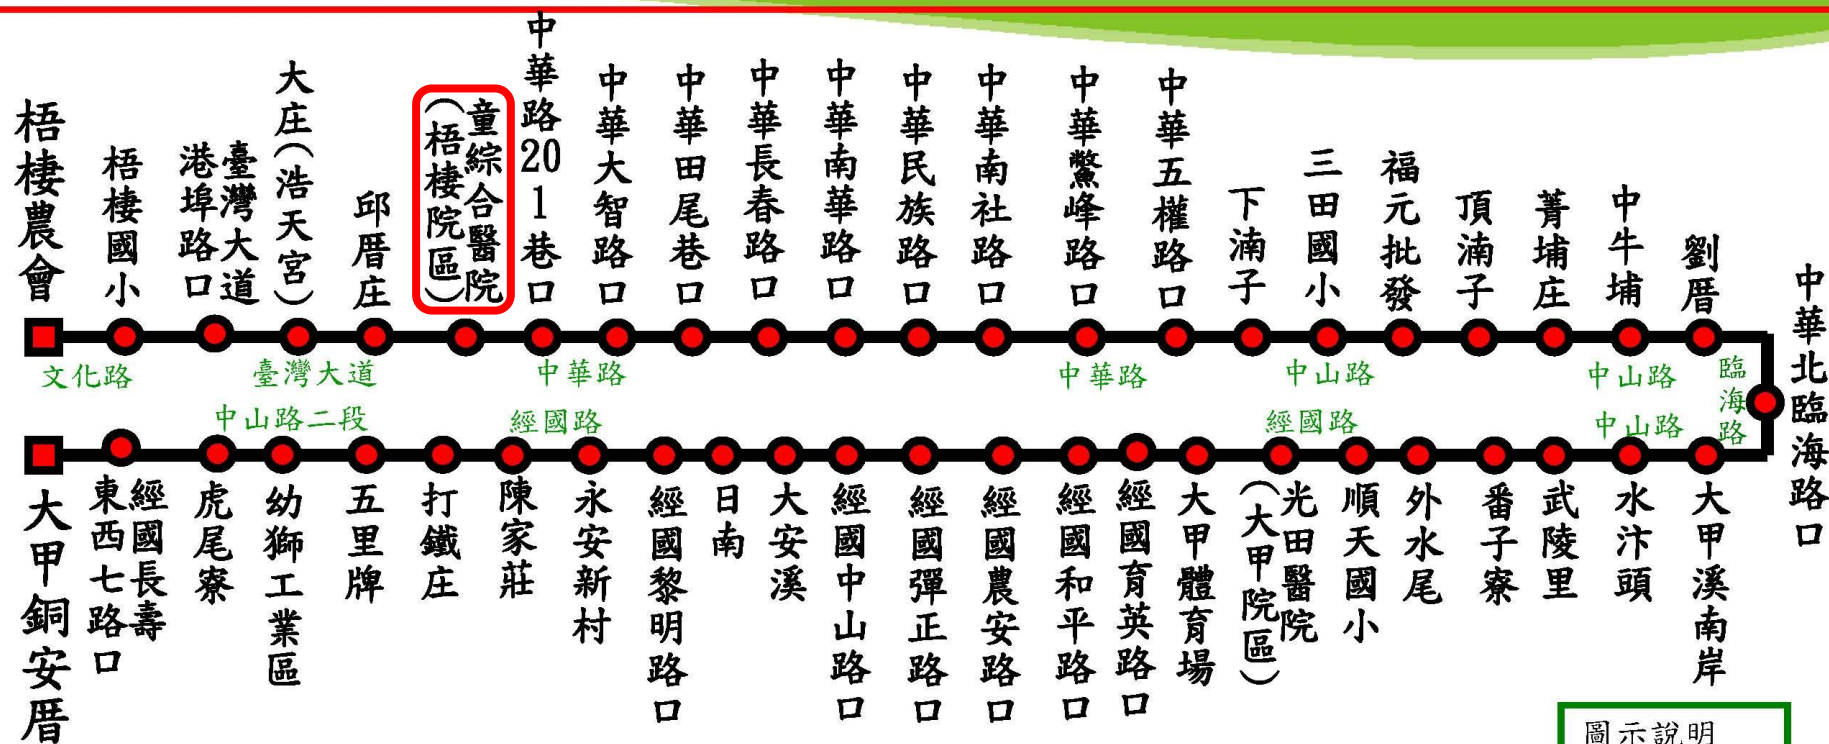 梧棲農會
梧棲國小
臺灣大道
港埠路口
大庄(浩天宮)
邱厝庄
童綜合醫院
(梧棲院區)
中華路201巷口
中華大智路口
中華田尾巷口
中華長春路口
中華南華路口
中華民族路口
中華南社路口
中華鰲峰路口
中華五權路口
下湳子
三田國小
福元批發
頂湳子
菁埔庄
中牛埔
劉厝
中華北臨海路口
文化路
臺灣大道
中華路
中華路
中山路
中山路
臨海路
中山路二段
經國路
經國路
中山路
大甲銅安厝
經國長壽
東西七路口
虎尾寮
幼獅工業區
五里牌
打鐵庄
陳家莊
永安新村
經國黎明路口
日南
大安溪
經國中山路口
經國彈正路口
經國農安路口
經國和平路口
經國育英路口
大甲體育場
光田醫院
(大甲院區)
順天國小
外水尾
番子寮
武陵里
水汴頭
大甲溪南岸
圖示說明